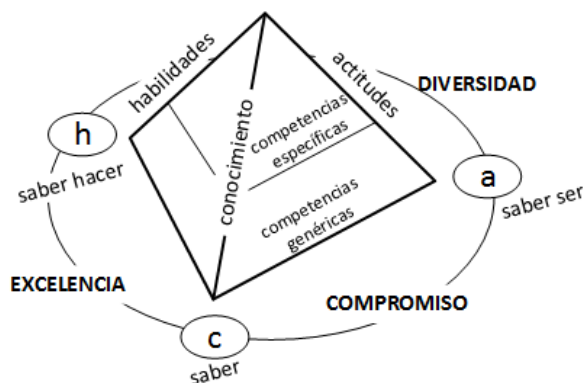 habilidades
actitudes
DIVERSIDAD
h
saber hacer
conocimiento
competencias
específicas
a
saber ser
competencias
genéricas
EXCELENCIA
COMPROMISO
c
saber